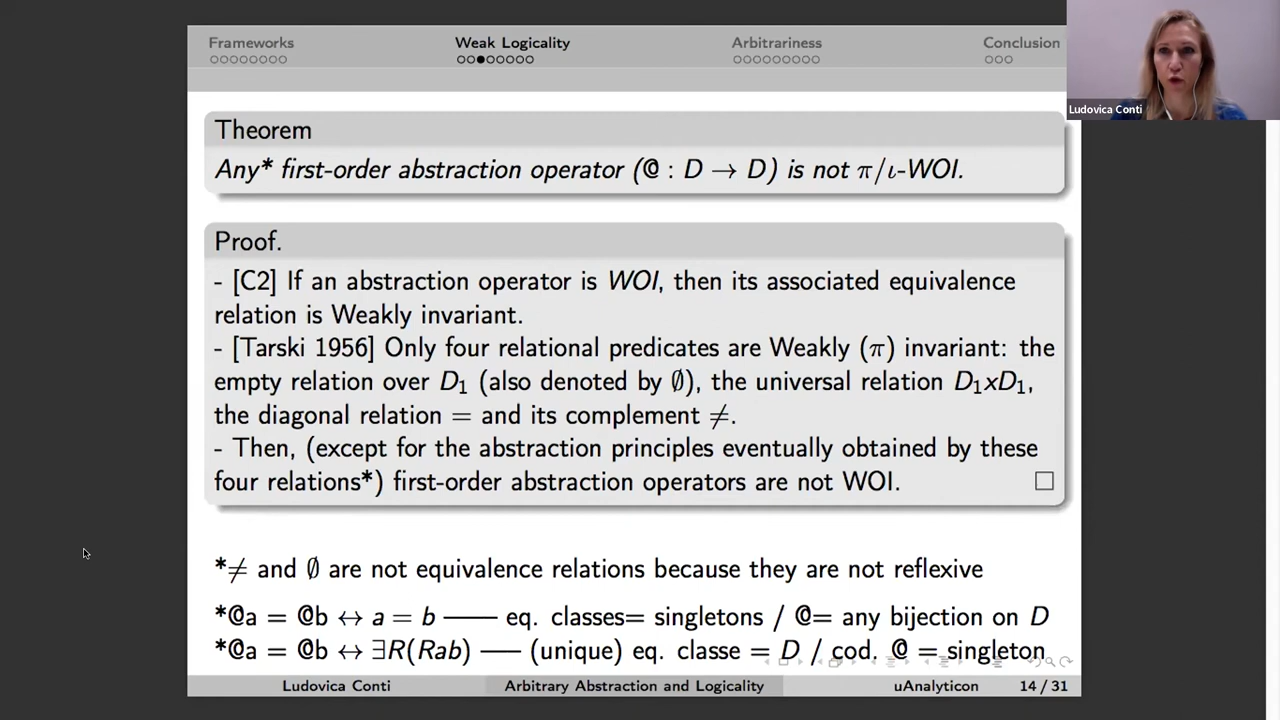 Frameworks Weak Logicality Arbitrariness Conclusion
Ludovica Conti
Theorem
Any* first-order abstraction operator (@ : D → D) is not π/ι-WOI.
Proof.
- [C2] If an abstraction operator is WOI, then its associated equivalence
relation is Weakly invariant.
- [Tarski 1956] Only four relational predicates are Weakly (π) invariant: the
empty relation over D₁ (also denoted by ∅), the universal relation D₁xD₁,
the diagonal relation = and its complement ≠.
- Then, (except for the abstraction principles eventually obtained by these
four relations*) first-order abstraction operators are not WOI. □
*≠ and ∅ are not equivalence relations because they are not reflexive
*@a = @b ↔ a = b —— eq. classes= singletons / @= any bijection on D
*@a = @b ↔ ∃R(Rab) —— (unique) eq. classe = D / cod. @ = singleton
Ludovica Conti Arbitrary Abstraction and Logicality uAnalyticon 14 / 31